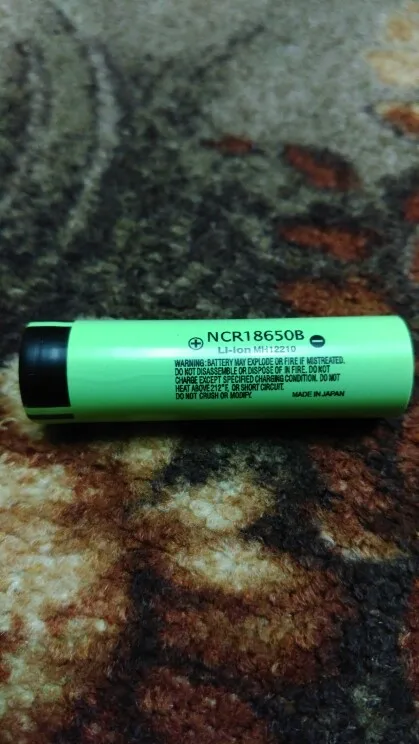 ⊕ NCR18650B ⊖
Li-ion MH12210
WARNING: BATTERY MAY EXPLODE OR FIRE IF MISTREATED.
DO NOT DISASSEMBLE OR DISPOSE OF IN FIRE. DO NOT
CHARGE EXCEPT SPECIFIED CHARGING CONDITION. DO NOT
HEAT ABOVE 212°F, OR SHORT CIRCUIT.
DO NOT CRUSH OR MODIFY. MADE IN JAPAN